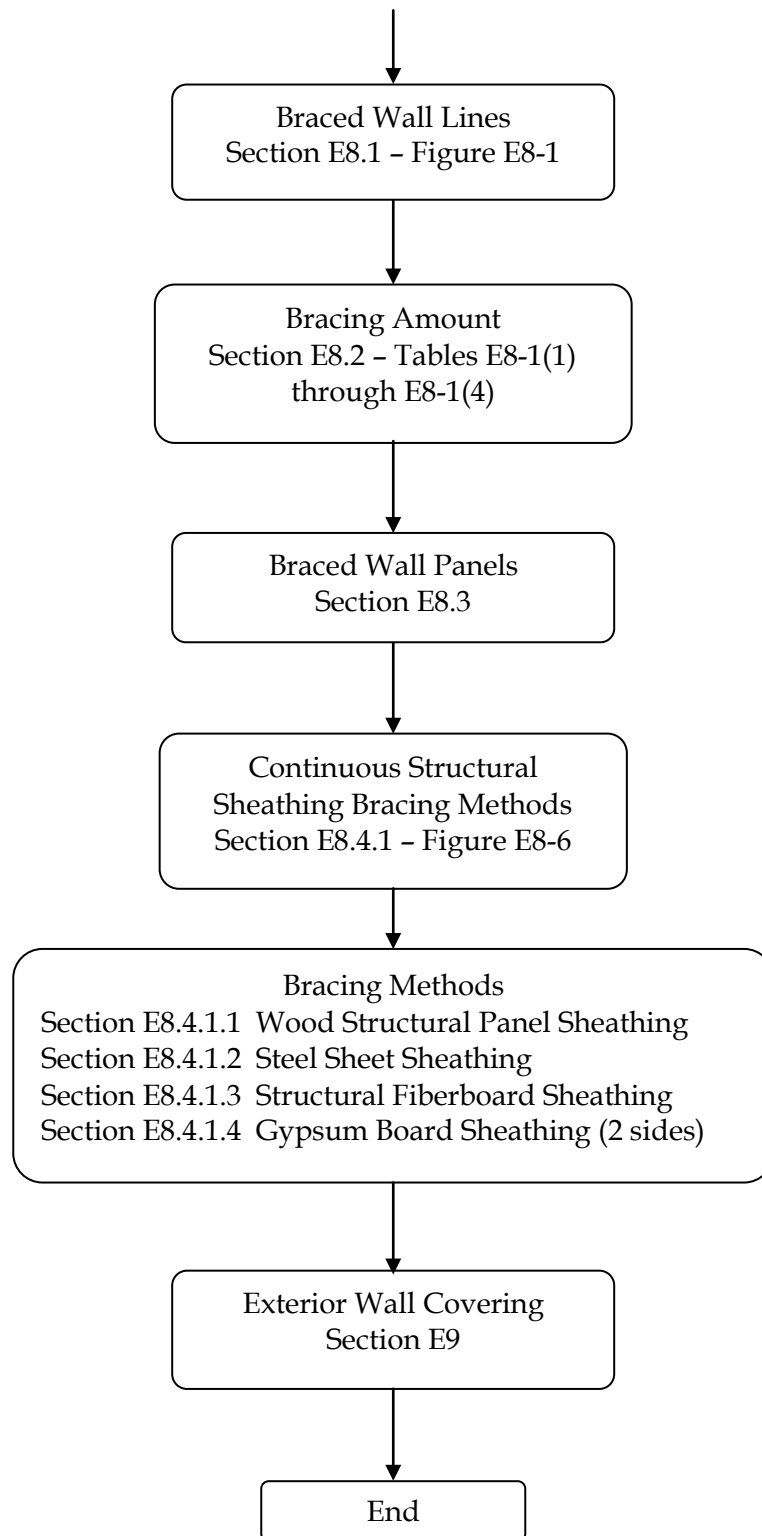 Braced Wall Lines
Section E8.1 – Figure E8-1
Bracing Amount
Section E8.2 – Tables E8-1(1)
through E8-1(4)
Braced Wall Panels
Section E8.3
Continuous Structural
Sheathing Bracing Methods
Section E8.4.1 – Figure E8-6
Bracing Methods
Section E8.4.1.1 Wood Structural Panel Sheathing
Section E8.4.1.2 Steel Sheet Sheathing
Section E8.4.1.3 Structural Fiberboard Sheathing
Section E8.4.1.4 Gypsum Board Sheathing (2 sides)
Exterior Wall Covering
Section E9
End